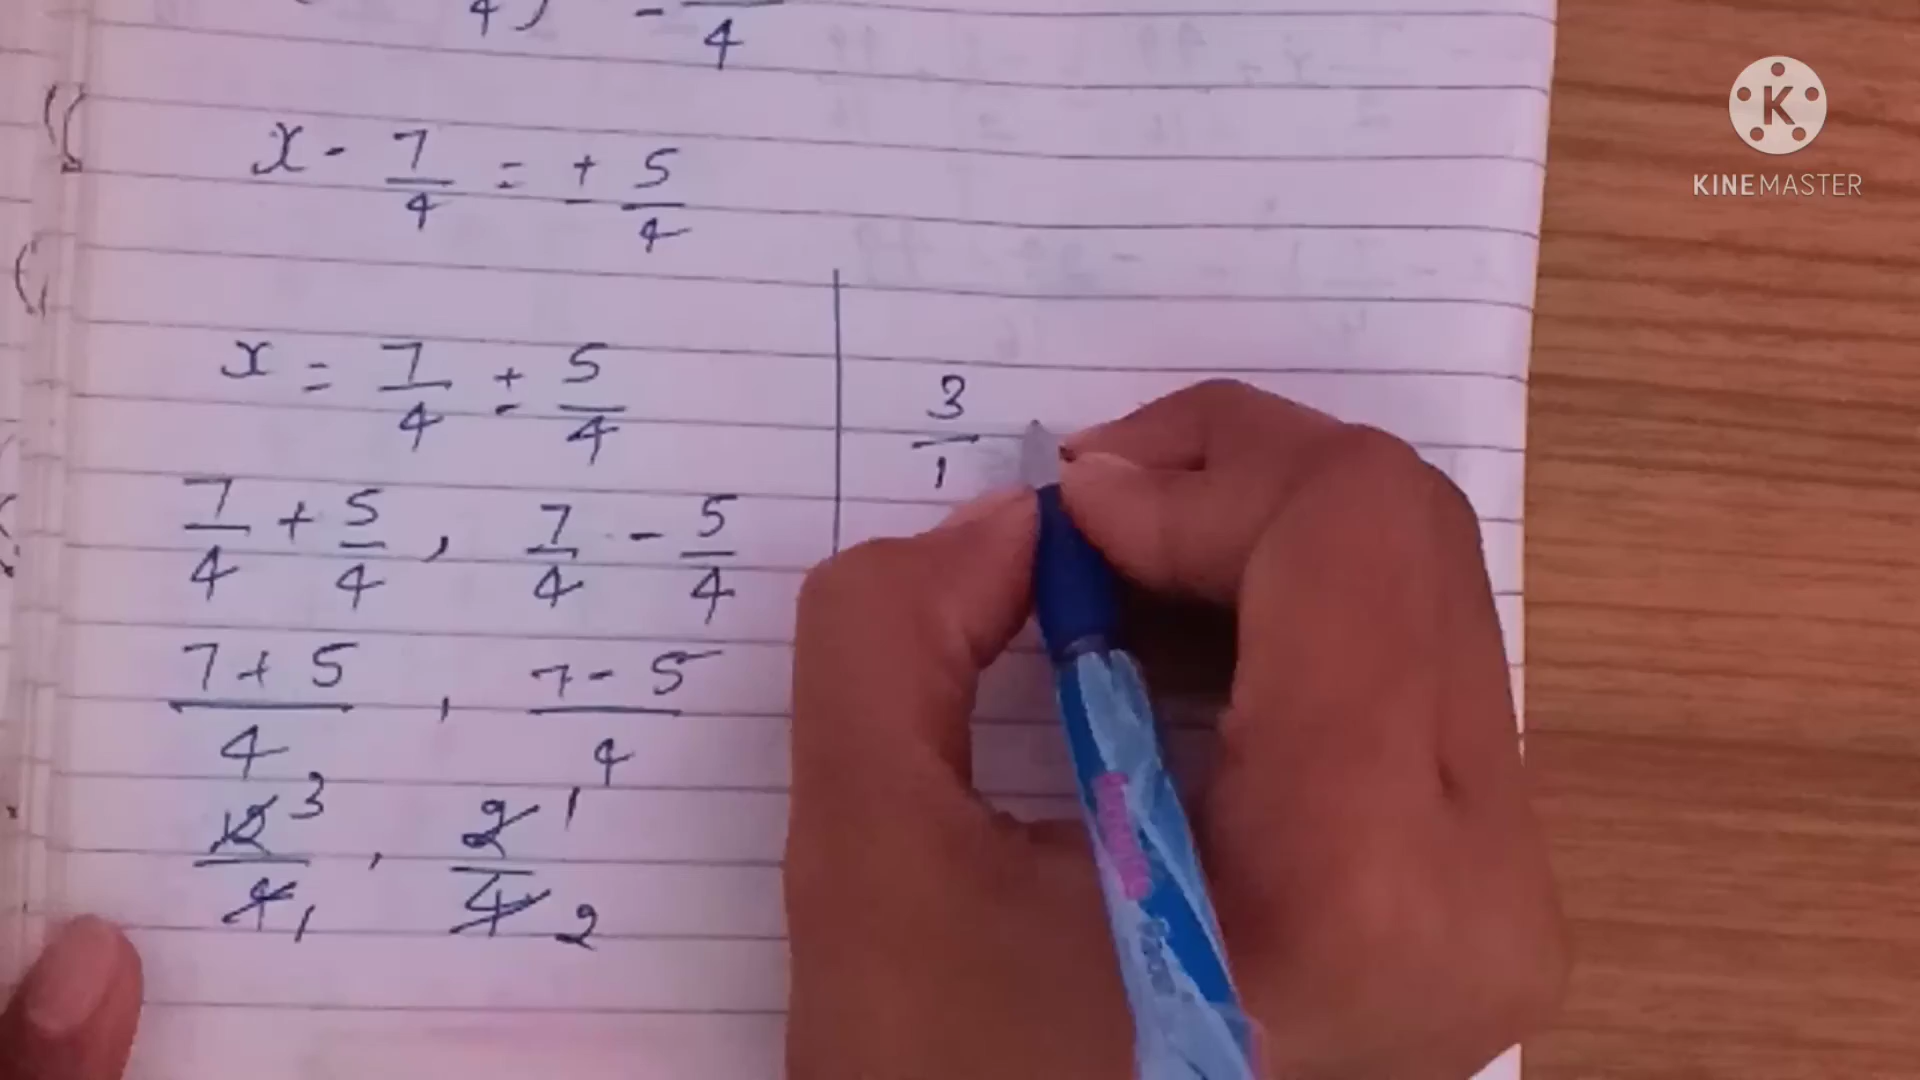 4) = 4
x - 7/4 = ± 5/4
x = 7/4 ± 5/4
7/4 + 5/4 , 7/4 - 5/4
7+5/4 , 7-5/4
12/4 3/1 , 2/4 1/2
3/1
KINEMASTER